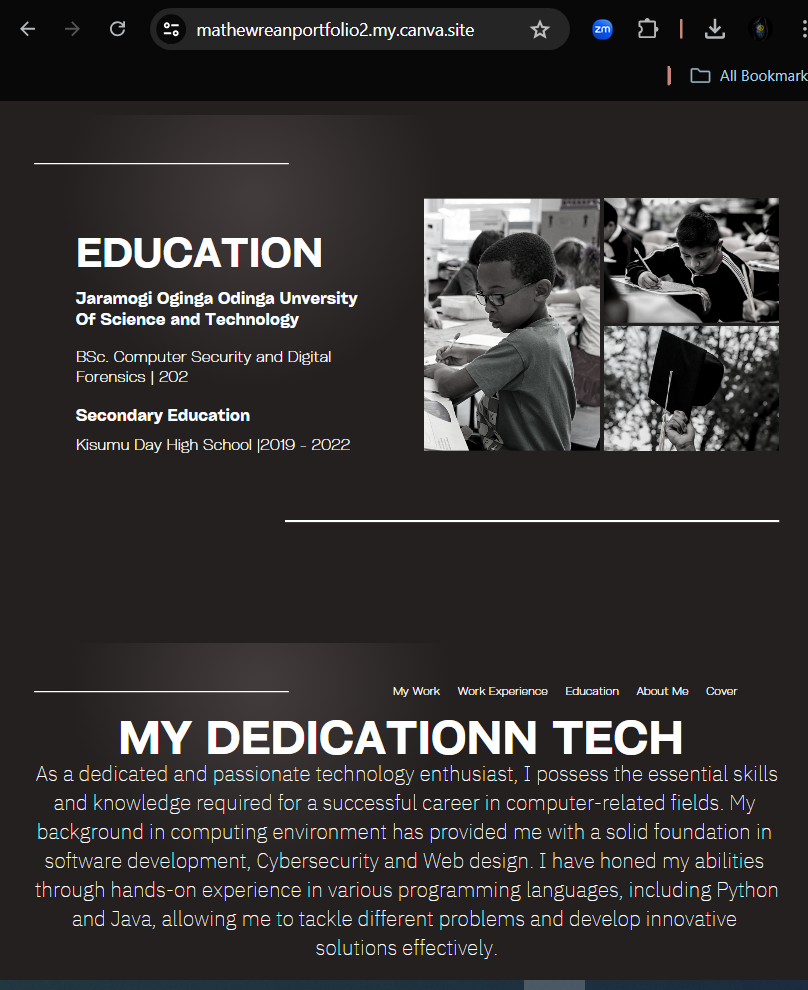 mathewreanportfolio2.my.canva.site
zm
All Bookmark
EDUCATION
Jaramogi Oginga Odinga Unversity
Of Science and Technology
BSc. Computer Security and Digital
Forensics | 202
Secondary Education
Kisumu Day High School |2019 - 2022
My Work Work Experience Education About Me Cover
MY DEDICATIONN TECH
As a dedicated and passionate technology enthusiast, I possess the essential skills
and knowledge required for a successful career in computer-related fields. My
background in computing environment has provided me with a solid foundation in
software development, Cybersecurity and Web design. I have honed my abilities
through hands-on experience in various programming languages, including Python
and Java, allowing me to tackle different problems and develop innovative
solutions effectively.